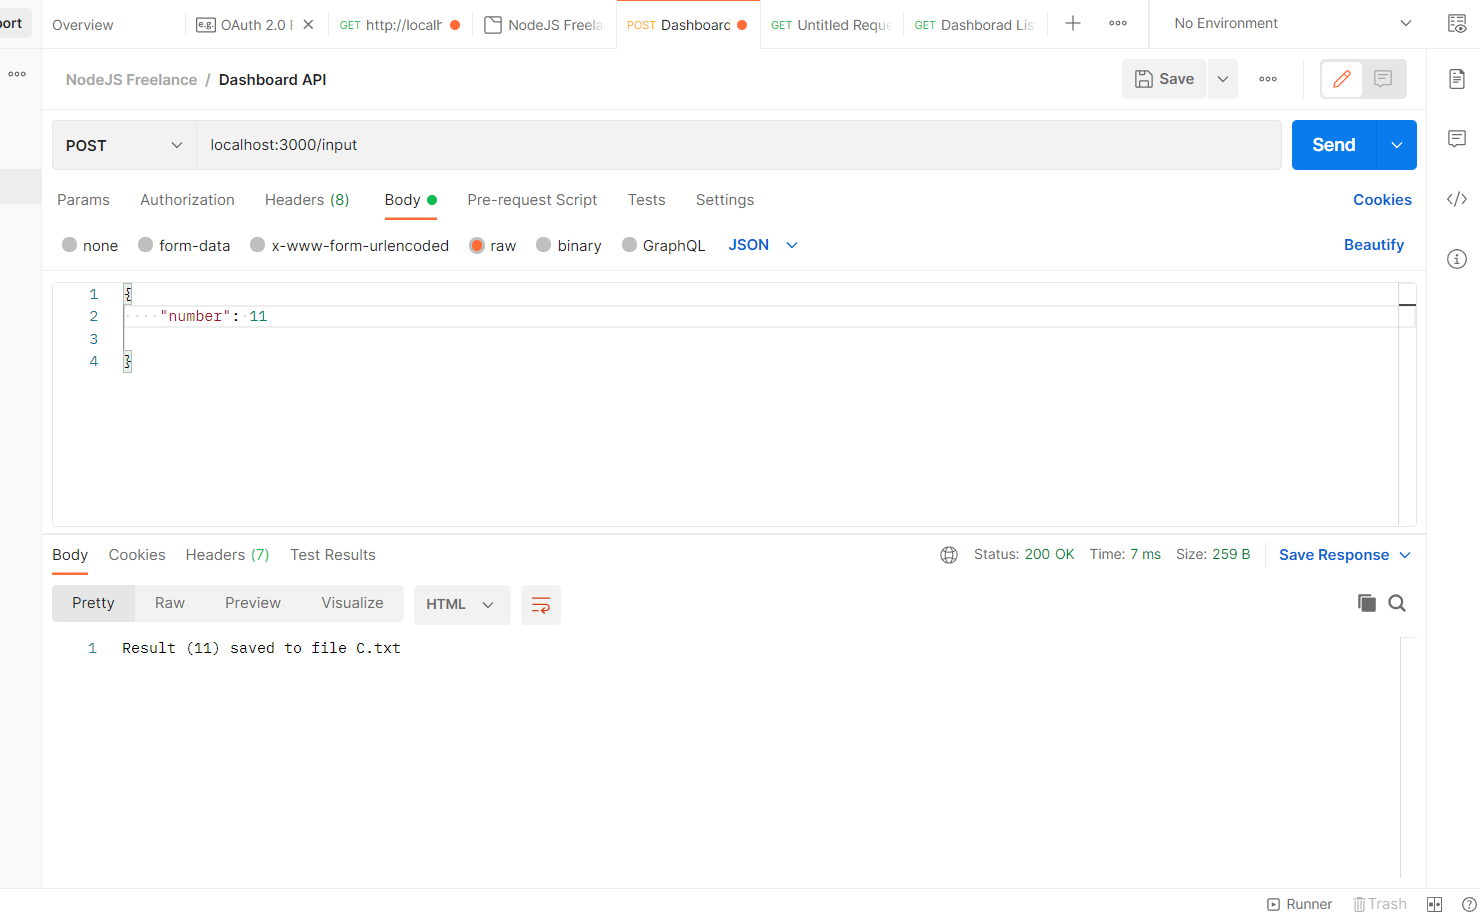 ort
Overview
e.g. OAuth 2.0
GET http://localh
NodeJS Freela
POST Dashboard
GET Untitled Reque
GET Dashborad Lis
No Environment
NodeJS Freelance / Dashboard API
Save
POST
localhost:3000/input
Send
Params
Authorization
Headers (8)
Body
Pre-request Script
Tests
Settings
Cookies
none
form-data
x-www-form-urlencoded
raw
binary
GraphQL
JSON
Beautify
1 {
2 "number": 11
3
4 }
Body
Cookies
Headers (7)
Test Results
Status: 200 OK
Time: 7 ms
Size: 259 B
Save Response
Pretty
Raw
Preview
Visualize
HTML
1 Result (11) saved to file C.txt
Runner
Trash